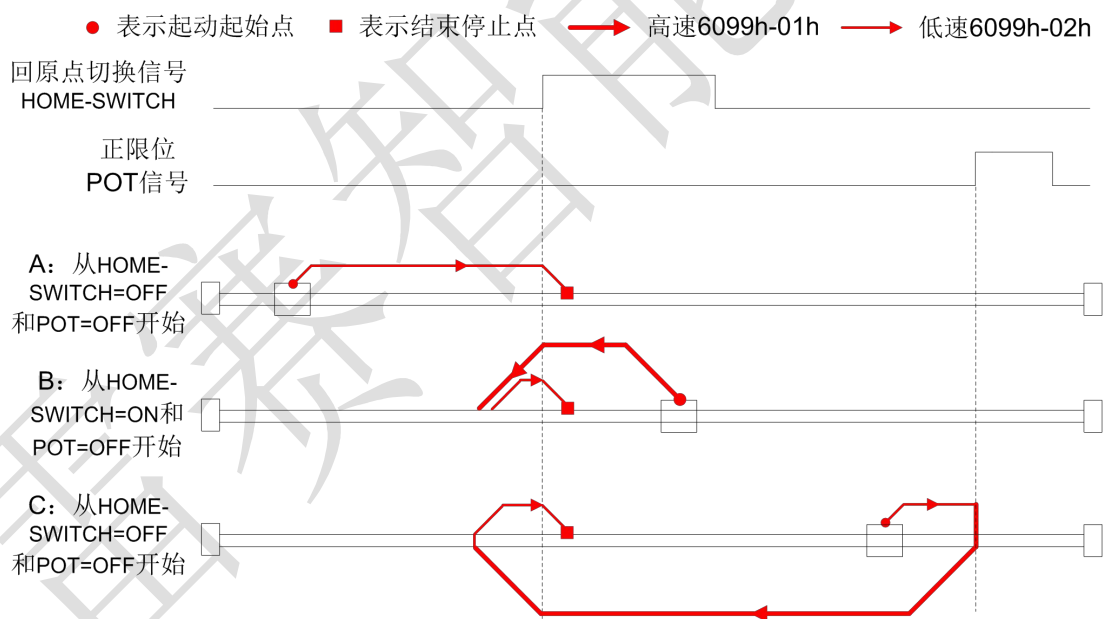 表示起动起始点 表示结束停止点 高速6099h-01h 低速6099h-02h
回原点切换信号
HOME-SWITCH
正限位
POT信号
A：从HOME-
SWITCH=OFF
和POT=OFF开始
B：从HOME-
SWITCH=ON和
POT=OFF开始
C：从HOME-
SWITCH=OFF
和POT=OFF开始
雷赛智能